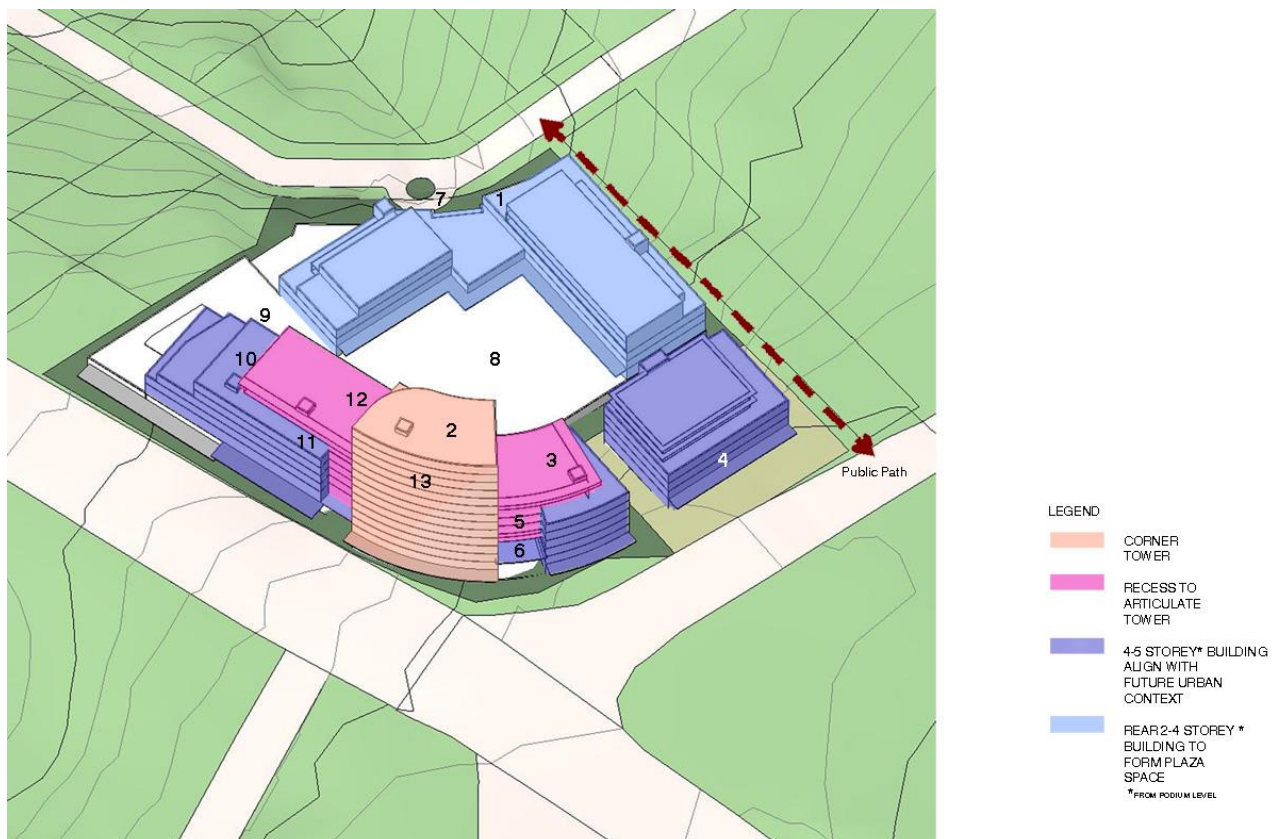 7
1
9
8
10
12
2
11
3
13
4
5
6
Public Path
LEGEND
CORNER
TOWER
RECESS TO
ARTICULATE
TOWER
4-5 STOREY* BUILDING
ALIGN WITH
FUTURE URBAN
CONTEXT
REAR 2-4 STOREY *
BUILDING TO
FORM PLAZA
SPACE
*FROM PODIUM LEVEL